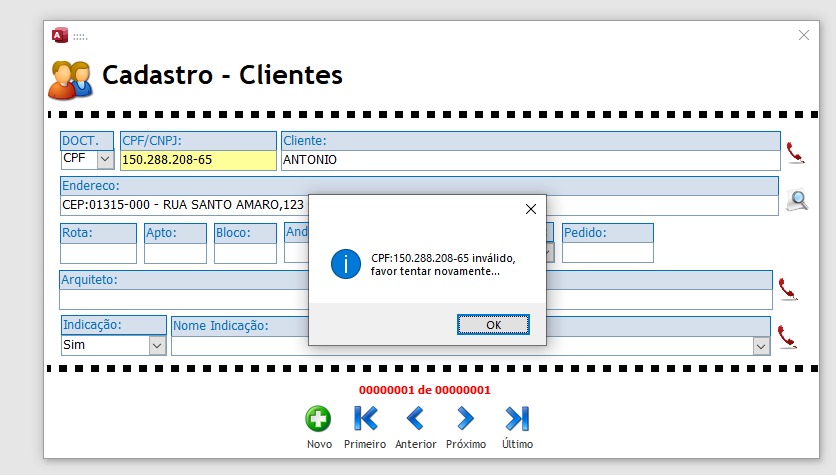 :::.
Cadastro - Clientes
DOCT. CPF/CNPJ: Cliente:
CPF 150.288.208-65 ANTONIO
Endereco:
CEP:01315-000 - RUA SANTO AMARO,123
Rota: Apto: Bloco: And Pedido:
CPF:150.288.208-65 inválido,
favor tentar novamente...
OK
Arquiteto:
Indicação: Nome Indicação:
Sim
00000001 de 00000001
Novo Primeiro Anterior Próximo Último